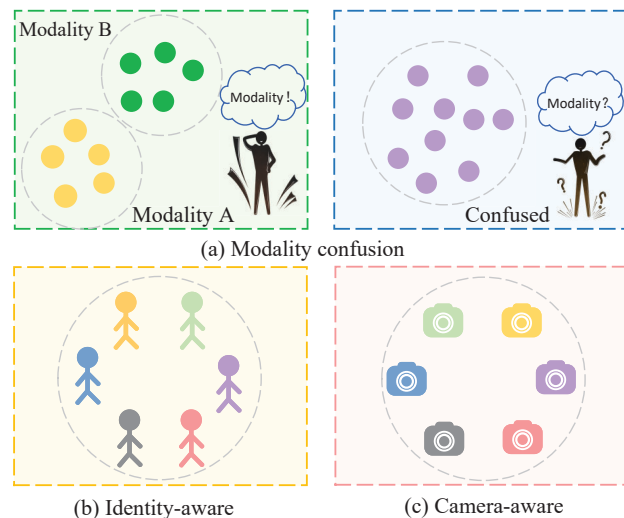 Modality B
Modality !
Modality A
Modality ?
?
?
?
Confused
(a) Modality confusion
(b) Identity-aware
(c) Camera-aware